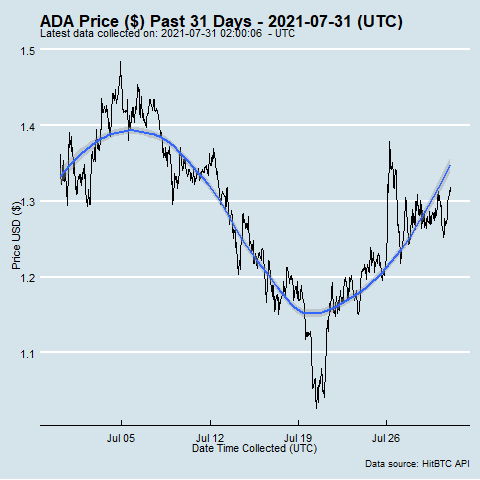 ADA Price ($) Past 31 Days - 2021-07-31 (UTC)
Latest data collected on: 2021-07-31 02:00:06 - UTC
1.5
1.4
1.3
1.2
1.1
Price USD ($)
Jul 05 Jul 12 Jul 19 Jul 26
Date Time Collected (UTC)
Data source: HitBTC API